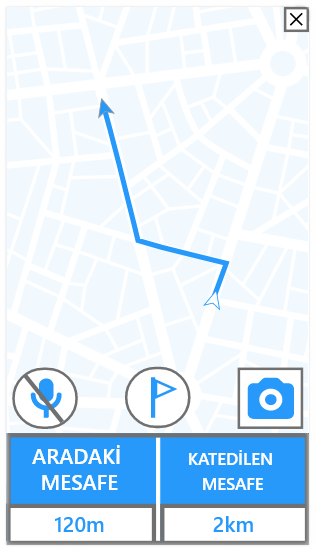 ARADAKİ
MESAFE
KATEDİLEN
MESAFE
120m
2km